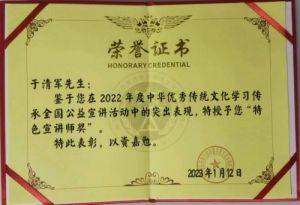 荣誉证书
HONORARY CREDENTIAL
于清军先生：
鉴于您在2022年度中华优秀传统文化学习传
承全国公益宣讲活动中的突出表现，特授予您“特
色宣讲师奖”。
特此表彰，以资嘉勉。
2023年1月12日